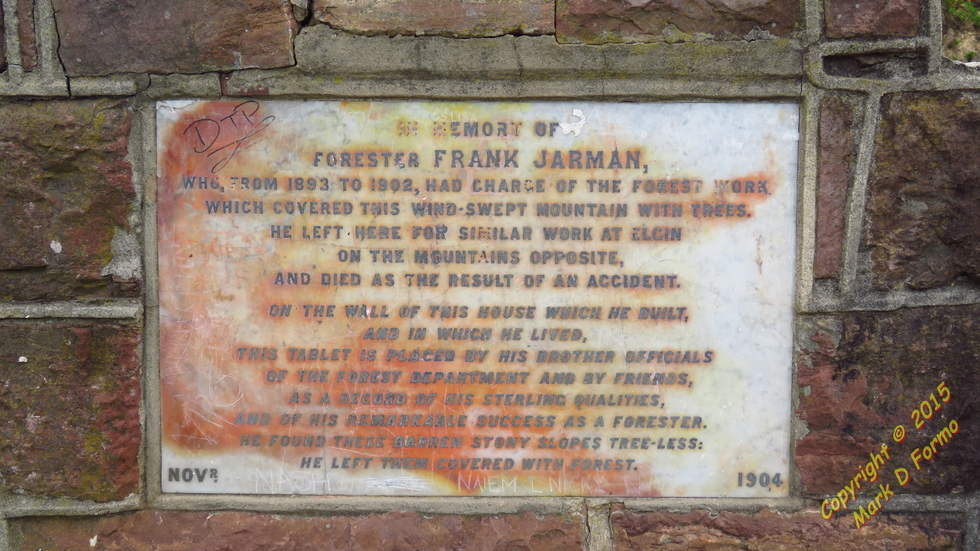 DJP
IN MEMORY OF
FORESTER FRANK JARMAN,
WHO, FROM 1893 TO 1902, HAD CHARGE OF THE FOREST WORK
WHICH COVERED THIS WIND-SWEPT MOUNTAIN WITH TREES.
HE LEFT HERE FOR SIMILAR WORK AT ELGIN
ON THE MOUNTAINS OPPOSITE,
AND DIED AS THE RESULT OF AN ACCIDENT.
ON THE WALL OF THIS HOUSE WHICH HE BUILT,
AND IN WHICH HE LIVED,
THIS TABLET IS PLACED BY HIS BROTHER OFFICIALS
OF THE FOREST DEPARTMENT AND BY FRIENDS,
AS A RECORD OF HIS STERLING QUALITIES,
AND OF HIS REMARKABLE SUCCESS AS A FORESTER.
HE FOUND THESE BARREN STONY SLOPES TREE-LESS:
HE LEFT THEM COVERED WITH FOREST.
NOVR 1904
Copyright © 2015
Mark D Formo